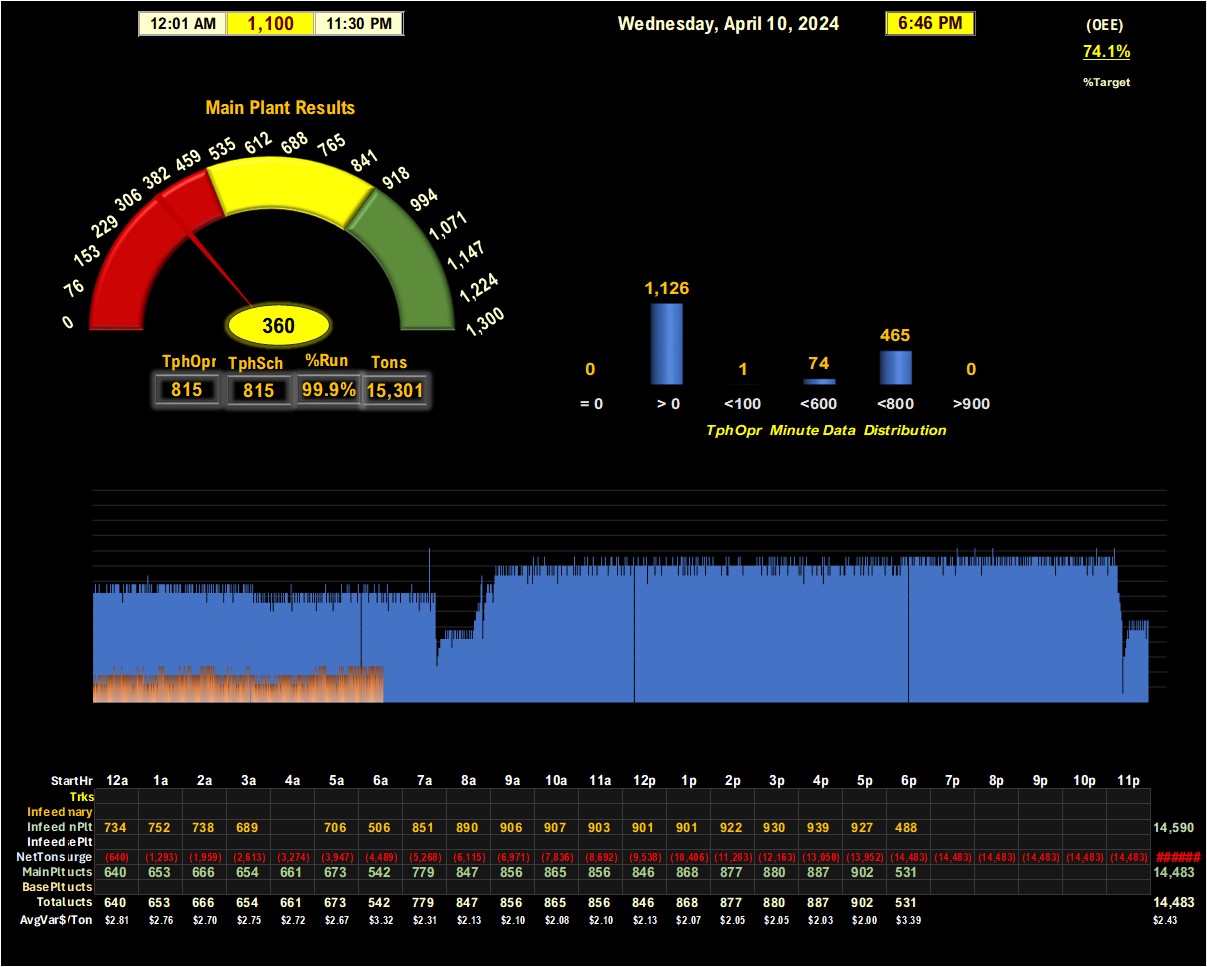 12:01 AM 1,100 11:30 PM Wednesday, April 10, 2024 6:46 PM (OEE)
74.1%
%Target
Main Plant Results
0 76 153 229 306 382 459 535 612 688 765 841 918 994 1,071 1,147 1,224 1,300
360
TphOpr TphSch %Run Tons
815 815 99.9% 15,301
0 1,126 1 74 465 0
= 0 > 0 <100 <600 <800 >900
TphOpr Minute Data Distribution
StartHr 12a 1a 2a 3a 4a 5a 6a 7a 8a 9a 10a 11a 12p 1p 2p 3p 4p 5p 6p 7p 8p 9p 10p 11p
Trks
Infeed mary
Infeed nPlt 734 752 738 689 706 506 851 890 906 907 903 901 901 922 930 939 927 488 14,590
Infeed ePlt
NetTons urge (640) (1,293) (1,959) (2,613) (3,274) (3,947) (4,489) (5,268) (6,115) (6,971) (7,836) (8,692) (9,538) (10,406) (11,283) (12,163) (13,050) (13,952) (14,483) (14,483) (14,483) (14,483) (14,483) (14,483) ######
MainPlt ucts 640 653 666 654 661 673 542 779 847 856 865 856 846 868 877 880 887 902 531 14,483
BasePlt ucts
Total ucts 640 653 666 654 661 673 542 779 847 856 865 856 846 868 877 880 887 902 531 14,483
AvgVar$/Ton $2.81 $2.76 $2.70 $2.75 $2.72 $2.67 $3.32 $2.31 $2.13 $2.10 $2.08 $2.10 $2.13 $2.07 $2.05 $2.05 $2.03 $2.00 $3.39 $2.43